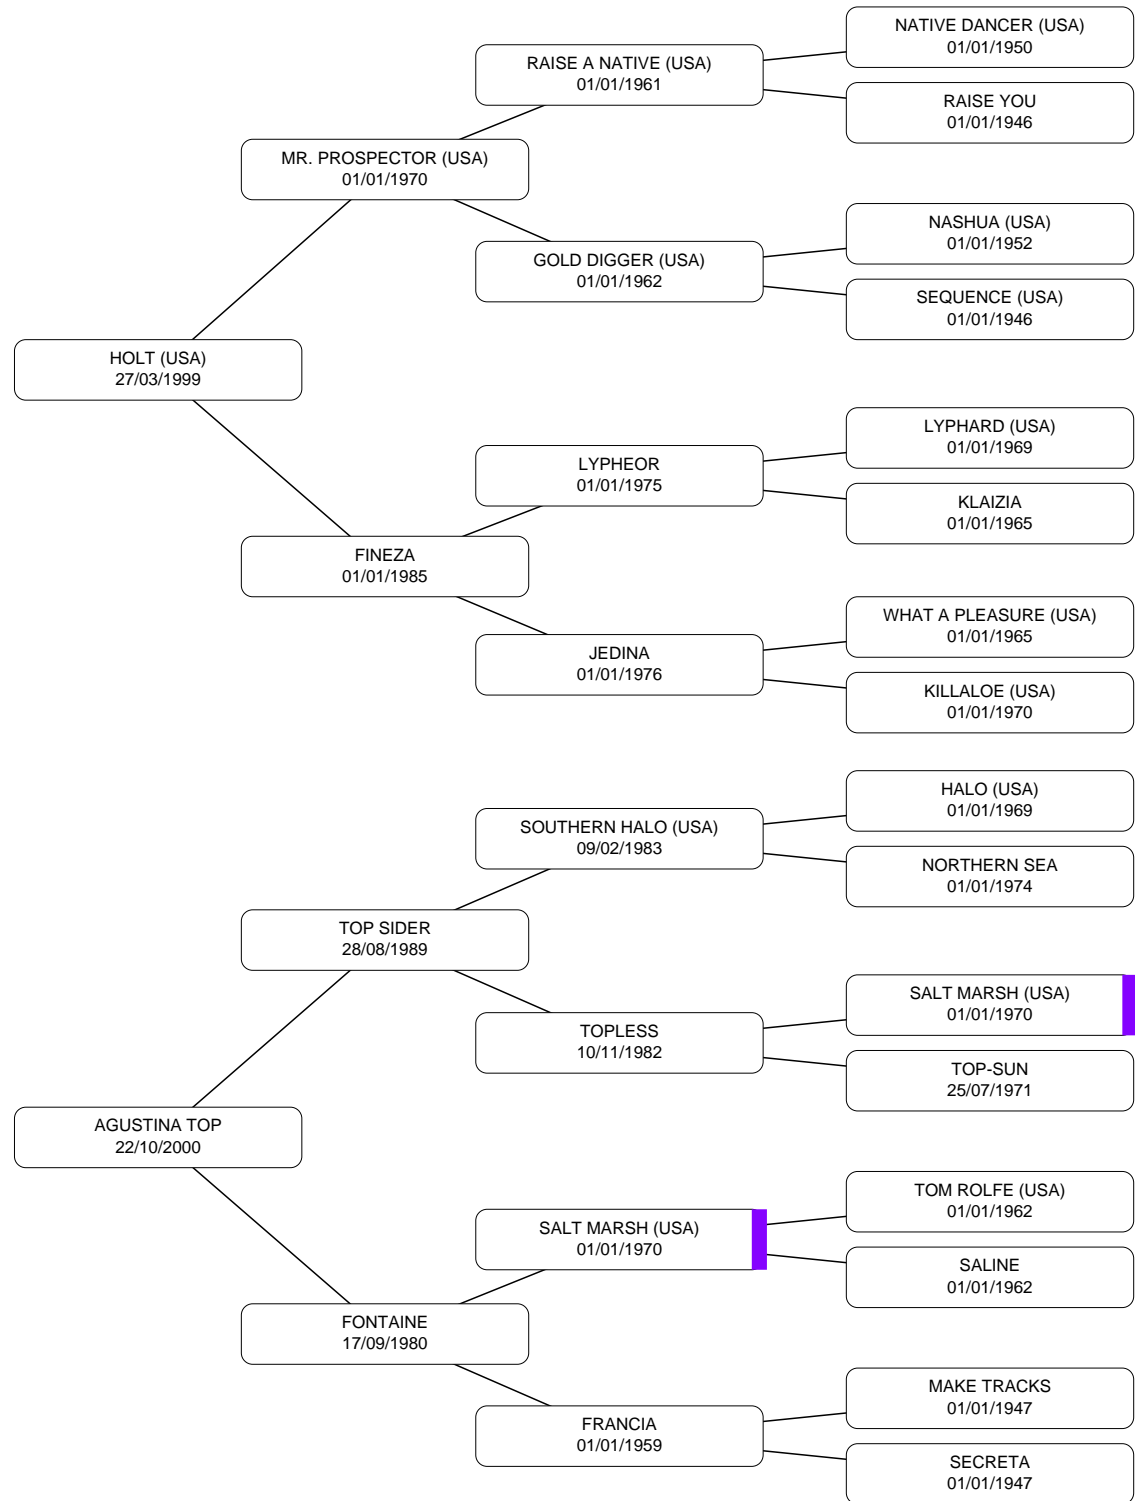 NATIVE DANCER (USA)
01/01/1950
RAISE A NATIVE (USA)
01/01/1961
RAISE YOU
01/01/1946
MR. PROSPECTOR (USA)
01/01/1970
NASHUA (USA)
01/01/1952
GOLD DIGGER (USA)
01/01/1962
SEQUENCE (USA)
01/01/1946
HOLT (USA)
27/03/1999
LYPHARD (USA)
01/01/1969
LYPHEOR
01/01/1975
KLAIZIA
01/01/1965
FINEZA
01/01/1985
WHAT A PLEASURE (USA)
01/01/1965
JEDINA
01/01/1976
KILLALOE (USA)
01/01/1970
HALO (USA)
01/01/1969
SOUTHERN HALO (USA)
09/02/1983
NORTHERN SEA
01/01/1974
TOP SIDER
28/08/1989
SALT MARSH (USA)
01/01/1970
TOPLESS
10/11/1982
TOP-SUN
25/07/1971
AGUSTINA TOP
22/10/2000
TOM ROLFE (USA)
01/01/1962
SALT MARSH (USA)
01/01/1970
SALINE
01/01/1962
FONTAINE
17/09/1980
MAKE TRACKS
01/01/1947
FRANCIA
01/01/1959
SECRETA
01/01/1947